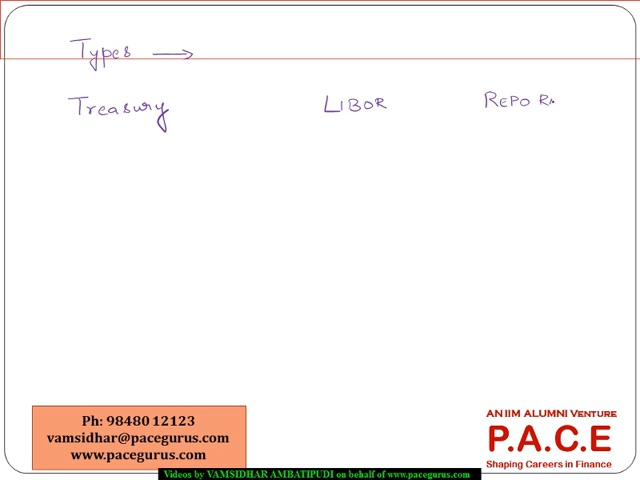 Types →
Treasury LIBOR REPO RA
Ph: 98480 12123
vamsidhar@pacegurus.com
www.pacegurus.com
AN IIM ALUMNI VENTURE
P.A.C.E
Shaping Careers in Finance
Videos by VAMSIDHAR AMBATIPUDI on behalf of www.pacegurus.com